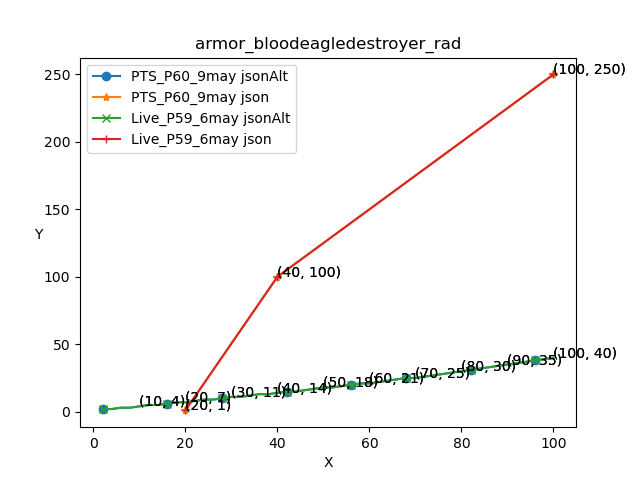 armor_bloodeagledestroyer_rad
PTS_P60_9may jsonAlt
PTS_P60_9may json
Live_P59_6may jsonAlt
Live_P59_6may json
Y
250
200
150
100
50
0
(100, 250)
(40, 100)
(10, 4)
(20, 7)
(20, 1)
(30, 11)
(40, 14)
(50, 18)
(60, 21)
(70, 25)
(80, 30)
(90, 35)
(100, 40)
0 20 40 60 80 100
X